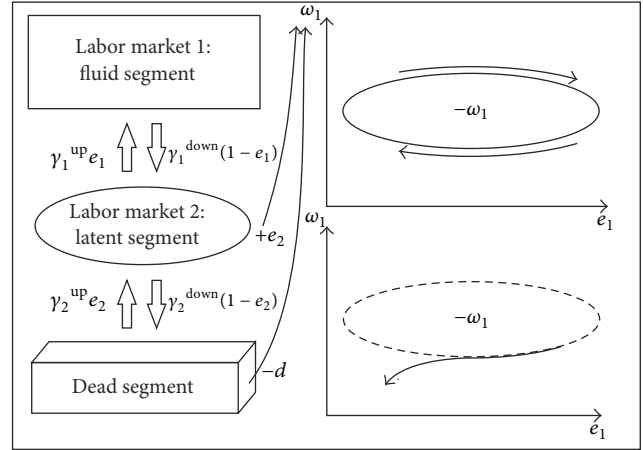 Labor market 1:
fluid segment
γ₁ᵘᵖe₁
γ₁ᵈᵒʷⁿ(1 − e₁)
Labor market 2:
latent segment
+e₂
γ₂ᵘᵖe₂
γ₂ᵈᵒʷⁿ(1 − e₂)
Dead segment
−d
ω₁
−ω₁
e₁
ω₁
−ω₁
e₁